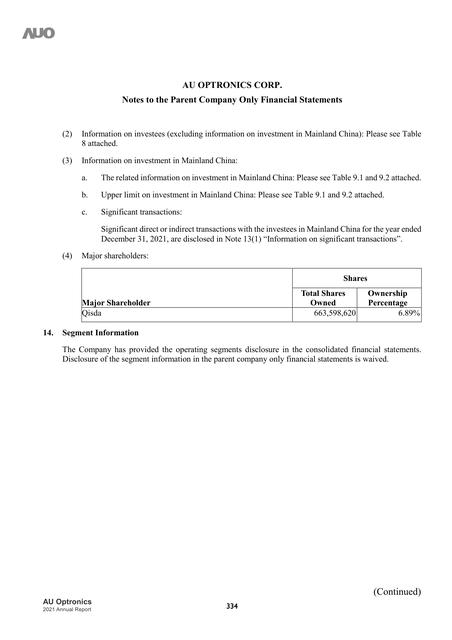 AUO
AU OPTRONICS CORP.
Notes to the Parent Company Only Financial Statements
(2) Information on investees (excluding information on investment in Mainland China): Please see Table
8 attached.
(3) Information on investment in Mainland China:
a. The related information on investment in Mainland China: Please see Table 9.1 and 9.2 attached.
b. Upper limit on investment in Mainland China: Please see Table 9.1 and 9.2 attached.
c. Significant transactions:
Significant direct or indirect transactions with the investees in Mainland China for the year ended
December 31, 2021, are disclosed in Note 13(1) “Information on significant transactions”.
(4) Major shareholders:
Shares
Total Shares Ownership
Major Shareholder Owned Percentage
Qisda 663,598,620 6.89%
14. Segment Information
The Company has provided the operating segments disclosure in the consolidated financial statements.
Disclosure of the segment information in the parent company only financial statements is waived.
(Continued)
AU Optronics
2021 Annual Report
334